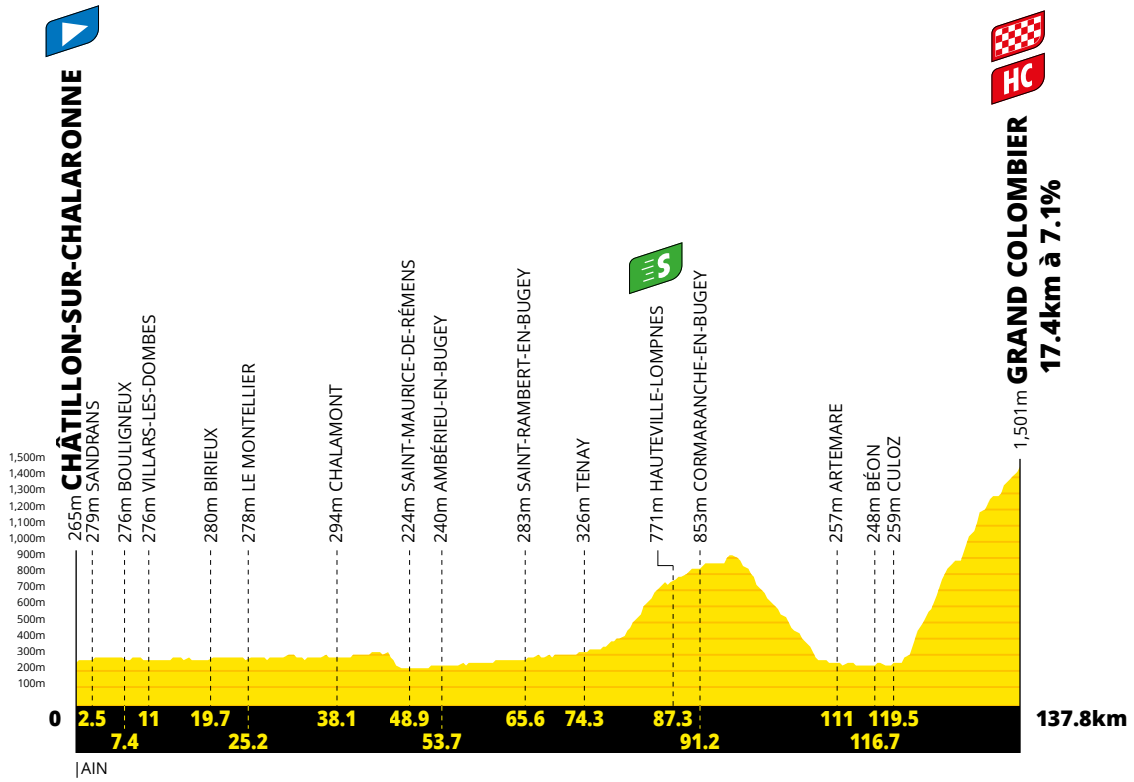 HC
CHÂTILLON-SUR-CHALARONNE
GRAND COLOMBIER
17.4km à 7.1%
S
265m
279m SANDRANS
276m BOULIGNEUX
276m VILLARS-LES-DOMBES
280m BIRIEUX
278m LE MONTELLIER
294m CHALAMONT
224m SAINT-MAURICE-DE-RÉMENS
240m AMBÉRIEU-EN-BUGEY
283m SAINT-RAMBERT-EN-BUGEY
326m TENAY
771m HAUTEVILLE-LOMPNES
853m CORMARANCHE-EN-BUGEY
257m ARTEMARE
248m BÉON
259m CULOZ
1,501m
1,500m
1,400m
1,300m
1,200m
1,100m
1,000m
900m
800m
700m
600m
500m
400m
300m
200m
100m
0 2.5 11 19.7 38.1 48.9 65.6 74.3 87.3 111 119.5 137.8km
7.4 25.2 53.7 91.2 116.7
|AIN